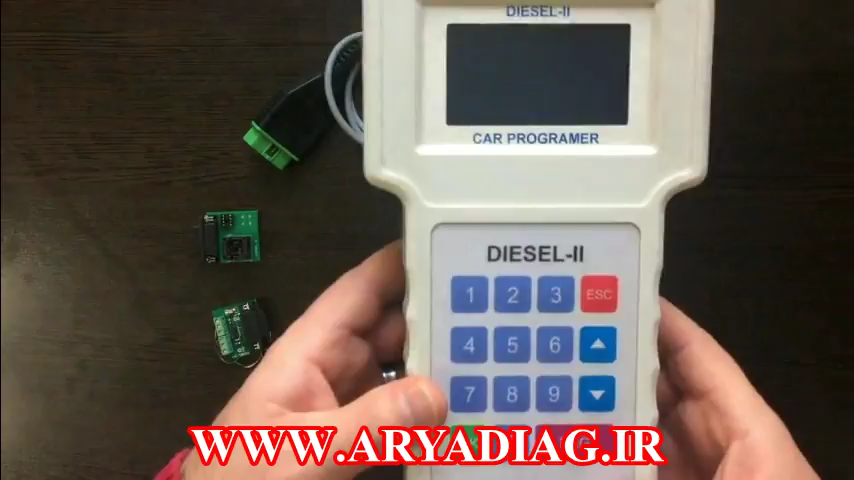 DIESEL-II
CAR PROGRAMER
DIESEL-II
1 2 3 ESC
4 5 6
7 8 9
WWW.ARYADIAG.IR